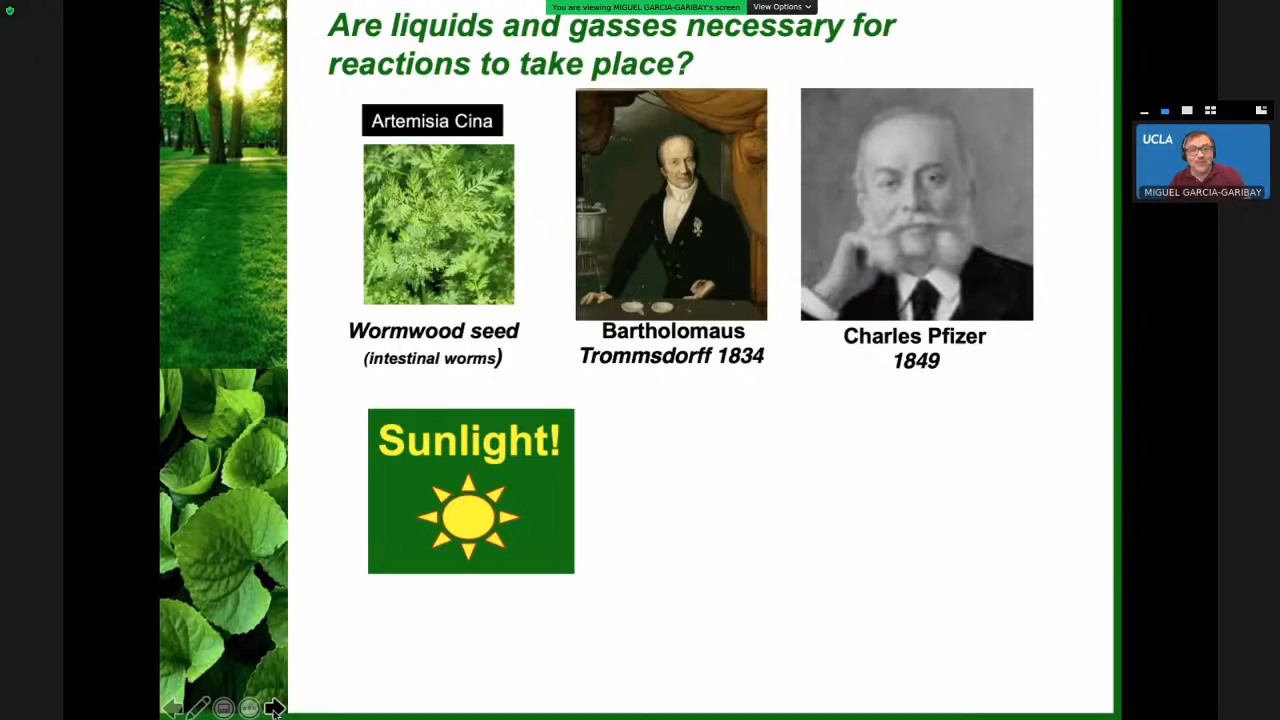 You are viewing MIGUEL GARCIA-GARIBAY's screen
View Options
Are liquids and gasses necessary for
reactions to take place?
Artemisia Cina
Wormwood seed
(intestinal worms)
Bartholomaus
Trommsdorff 1834
Charles Pfizer
1849
Sunlight!
UCLA
MIGUEL GARCIA-GARIBAY